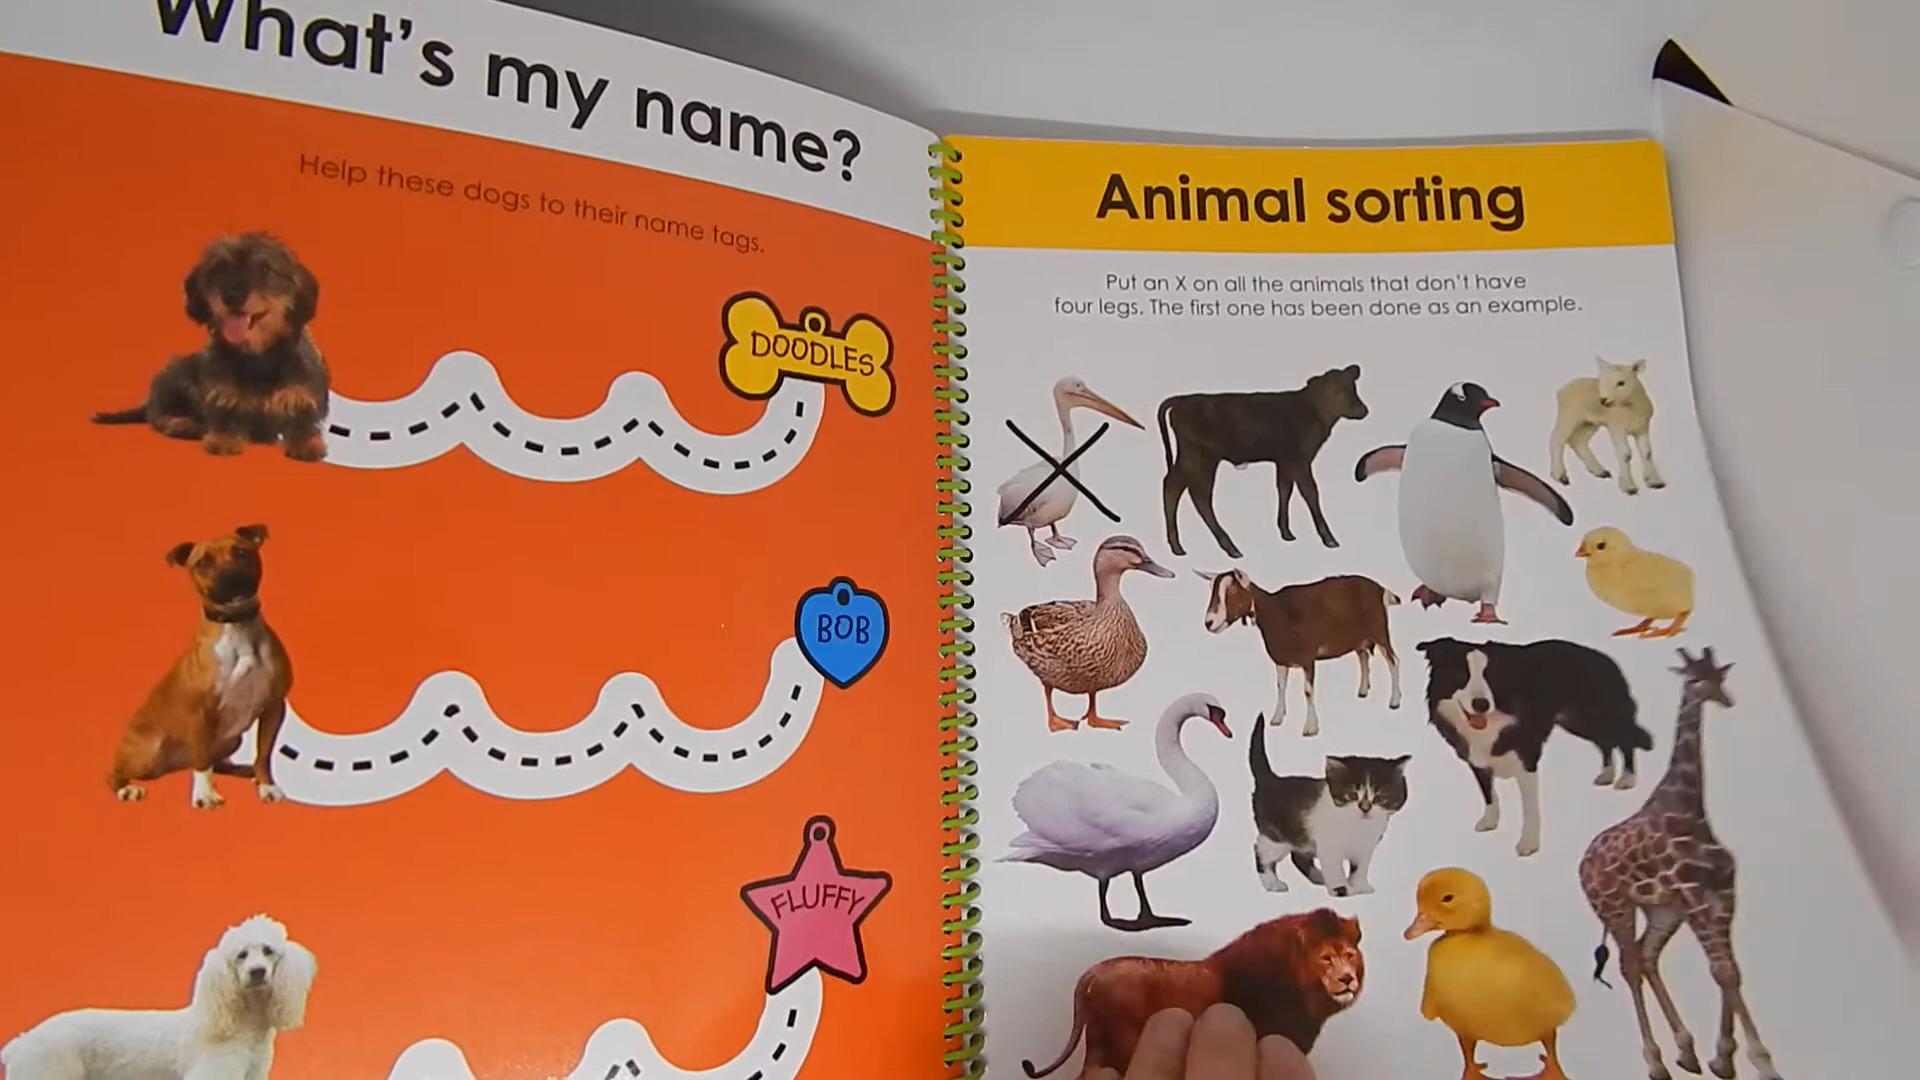 What's my name?
Help these dogs to their name tags.
DOODLES
BOB
FLUFFY
Animal sorting
Put an X on all the animals that don't have
four legs. The first one has been done as an example.